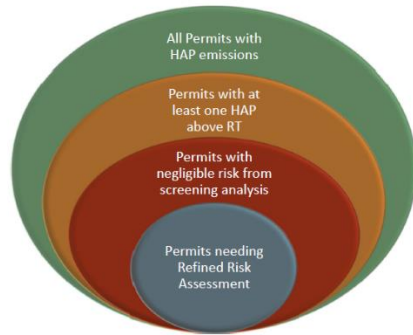 All Permits with
HAP emissions
Permits with at
least one HAP
above RT
Permits with
negligible risk from
screening analysis
Permits needing
Refined Risk
Assessment